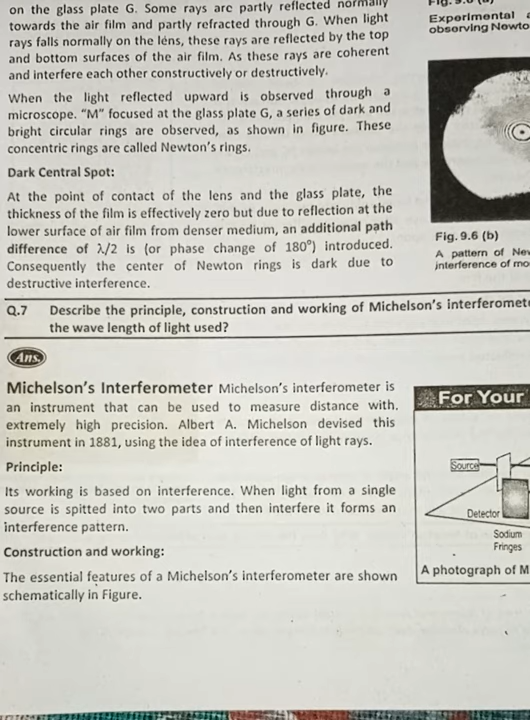 on the glass plate G. Some rays are partly reflected normally
towards the air film and partly refracted through G. When light
rays falls normally on the lens, these rays are reflected by the top
and bottom surfaces of the air film. As these rays are coherent
and interfere each other constructively or destructively.
When the light reflected upward is observed through a
microscope. "M" focused at the glass plate G, a series of dark and
bright circular rings are observed, as shown in figure. These
concentric rings are called Newton's rings.
Dark Central Spot:
At the point of contact of the lens and the glass plate, the
thickness of the film is effectively zero but due to reflection at the
lower surface of air film from denser medium, an additional path
difference of λ/2 is (or phase change of 180°) introduced.
Consequently the center of Newton rings is dark due to
destructive interference.
Experimental
observing Newto
Fig. 9.6 (b)
A pattern of
interference of mo
Q.7 Describe the principle, construction and working of Michelson's interferomet
the wave length of light used?
Ans.
Michelson's Interferometer Michelson's interferometer is
an instrument that can be used to measure distance with.
extremely high precision. Albert A. Michelson devised this
instrument in 1881, using the idea of interference of light rays.
Principle:
Its working is based on interference. When light from a single
source is spitted into two parts and then interfere it forms an
interference pattern.
Construction and working:
The essential features of a Michelson's interferometer are shown
schematically in Figure.
For Your
Source
Detector
Sodium
Fringes
A photograph of M